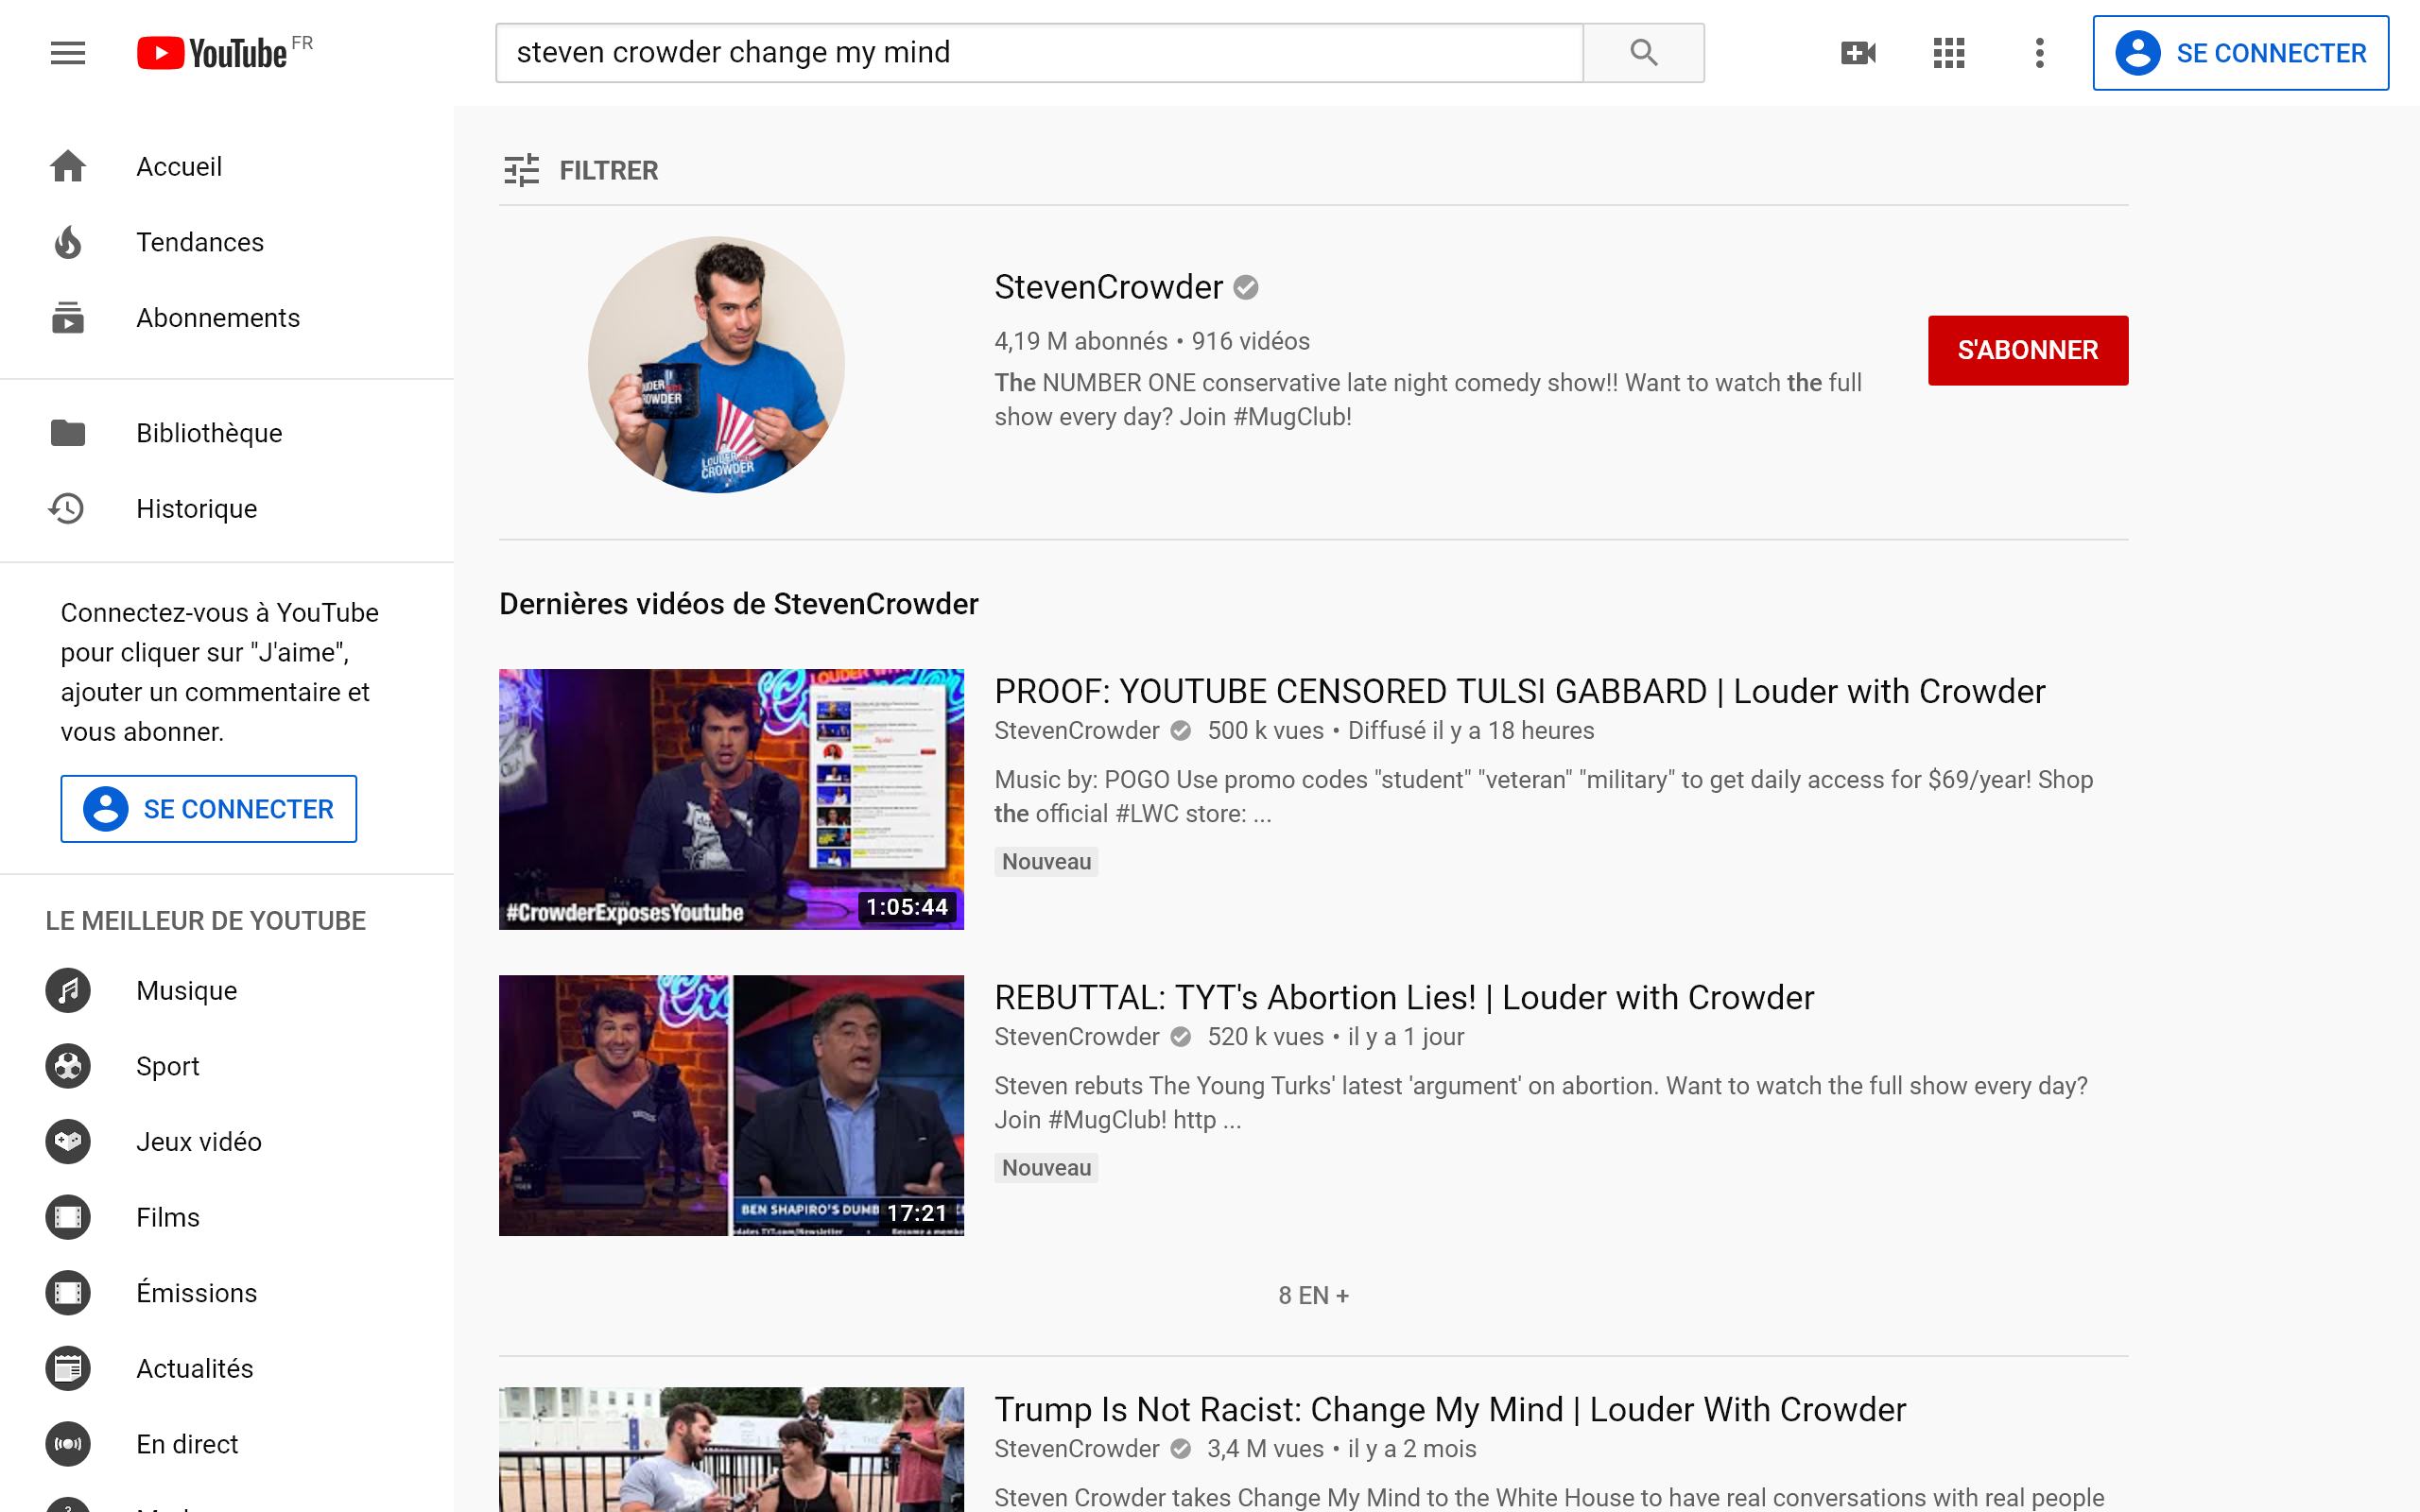 YouTube FR
steven crowder change my mind
SE CONNECTER
Accueil
Tendances
Abonnements
Bibliothèque
Historique
Connectez-vous à YouTube
pour cliquer sur "J'aime",
ajouter un commentaire et
vous abonner.
SE CONNECTER
LE MEILLEUR DE YOUTUBE
Musique
Sport
Jeux vidéo
Films
Émissions
Actualités
En direct
FILTRER
LOUDER
CROWDER
StevenCrowder
4,19 M abonnés • 916 vidéos
The NUMBER ONE conservative late night comedy show!! Want to watch the full
show every day? Join #MugClub!
S'ABONNER
Dernières vidéos de StevenCrowder
#CrowderExposesYoutube
1:05:44
PROOF: YOUTUBE CENSORED TULSI GABBARD | Louder with Crowder
StevenCrowder 500 k vues • Diffusé il y a 18 heures
Music by: POGO Use promo codes "student" "veteran" "military" to get daily access for $69/year! Shop
the official #LWC store: ...
Nouveau
BEN SHAPIRO'S DUMB
17:21
REBUTTAL: TYT's Abortion Lies! | Louder with Crowder
StevenCrowder 520 k vues • il y a 1 jour
Steven rebuts The Young Turks' latest 'argument' on abortion. Want to watch the full show every day?
Join #MugClub! http ...
Nouveau
8 EN +
Trump Is Not Racist: Change My Mind | Louder With Crowder
StevenCrowder 3,4 M vues • il y a 2 mois
Steven Crowder takes Change My Mind to the White House to have real conversations with real people